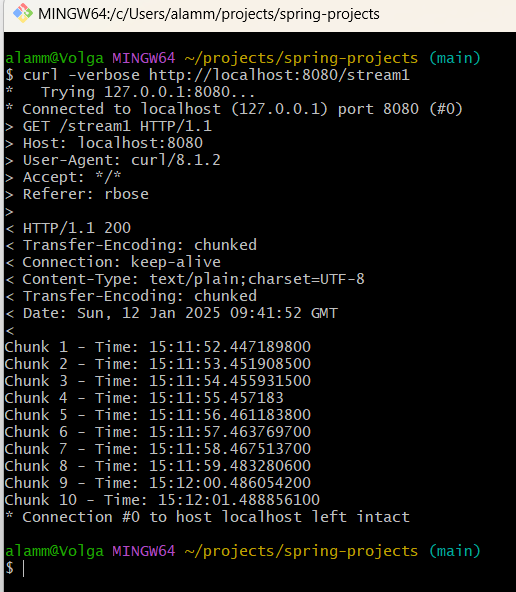 MINGW64:/c/Users/alamm/projects/spring-projects
alamm@Volga MINGW64 ~/projects/spring-projects (main)
$ curl -verbose http://localhost:8080/stream1
*   Trying 127.0.0.1:8080...
* Connected to localhost (127.0.0.1) port 8080 (#0)
> GET /stream1 HTTP/1.1
> Host: localhost:8080
> User-Agent: curl/8.1.2
> Accept: */*
> Referer: rbose
>
< HTTP/1.1 200
< Transfer-Encoding: chunked
< Connection: keep-alive
< Content-Type: text/plain;charset=UTF-8
< Transfer-Encoding: chunked
< Date: Sun, 12 Jan 2025 09:41:52 GMT
<
Chunk 1 - Time: 15:11:52.447189800
Chunk 2 - Time: 15:11:53.451908500
Chunk 3 - Time: 15:11:54.455931500
Chunk 4 - Time: 15:11:55.457183
Chunk 5 - Time: 15:11:56.461183800
Chunk 6 - Time: 15:11:57.463769700
Chunk 7 - Time: 15:11:58.467513700
Chunk 8 - Time: 15:11:59.483280600
Chunk 9 - Time: 15:12:00.486054200
Chunk 10 - Time: 15:12:01.488856100
* Connection #0 to host localhost left intact
alamm@Volga MINGW64 ~/projects/spring-projects (main)
$